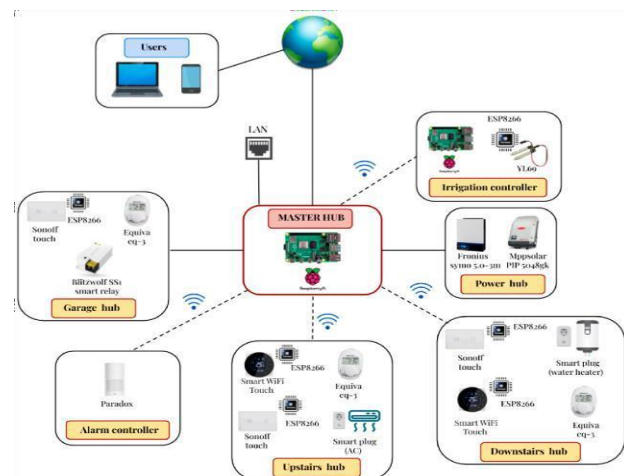 Users
LAN
ESP8266
YL69
Irrigation controller
MASTER HUB
ESP8266
Sonoff
touch
Equiva
eq-3
Blitzwolf SS1
smart relay
Garage hub
Fronius
symo 5.0-3m
Mppsolar
PIP 5048gk
Power hub
Paradox
Alarm controller
ESP8266
Smart WiFi
Touch
Equiva
eq-3
ESP8266
Sonoff
touch
Smart plug
(AC)
Upstairs hub
ESP8266
Sonoff
touch
Smart plug
(water heater)
ESP8266
Smart WiFi
Touch
Equiva
eq-3
Downstairs hub